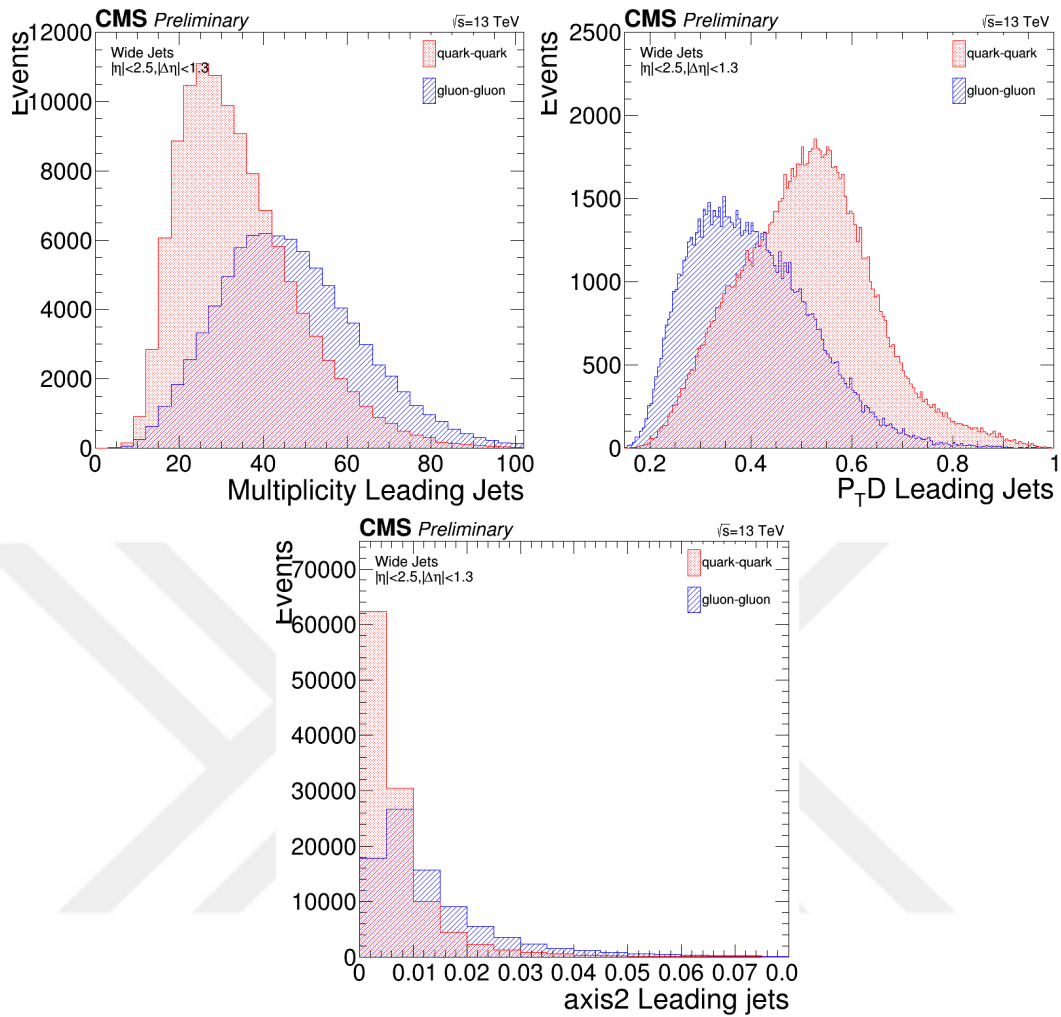 CMS Preliminary √s=13 TeV
Events
12000
10000
8000
6000
4000
2000
0
Wide Jets
|η|<2.5,|Δη|<1.3
quark-quark
gluon-gluon
0 20 40 60 80 100
Multiplicity Leading Jets
CMS Preliminary √s=13 TeV
Events
2500
2000
1500
1000
500
0
Wide Jets
|η|<2.5,|Δη|<1.3
quark-quark
gluon-gluon
0.2 0.4 0.6 0.8 1
P_TD Leading Jets
CMS Preliminary √s=13 TeV
Events
70000
60000
50000
40000
30000
20000
10000
0
Wide Jets
|η|<2.5,|Δη|<1.3
quark-quark
gluon-gluon
0 0.01 0.02 0.03 0.04 0.05 0.06 0.07 0.0
axis2 Leading jets